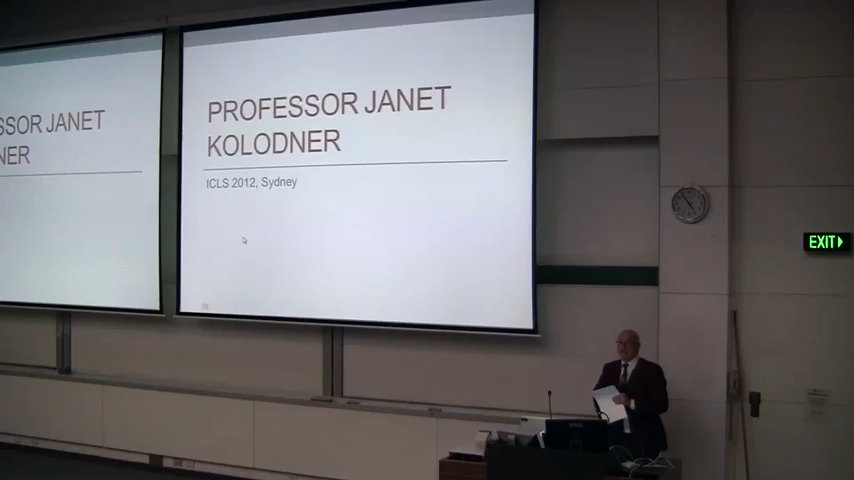 SSOR JANET
NER
PROFESSOR JANET
KOLODNER
ICLS 2012, Sydney
EXIT